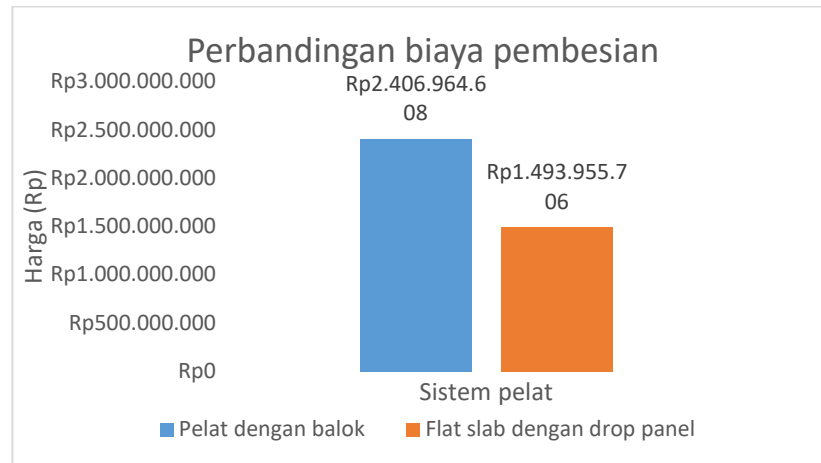 Perbandingan biaya pembesian
Rp3.000.000.000
Rp2.500.000.000
Rp2.000.000.000
Rp1.500.000.000
Rp1.000.000.000
Rp500.000.000
Rp0
Harga (Rp)
Rp2.406.964.6
08
Rp1.493.955.7
06
Sistem pelat
Pelat dengan balok
Flat slab dengan drop panel